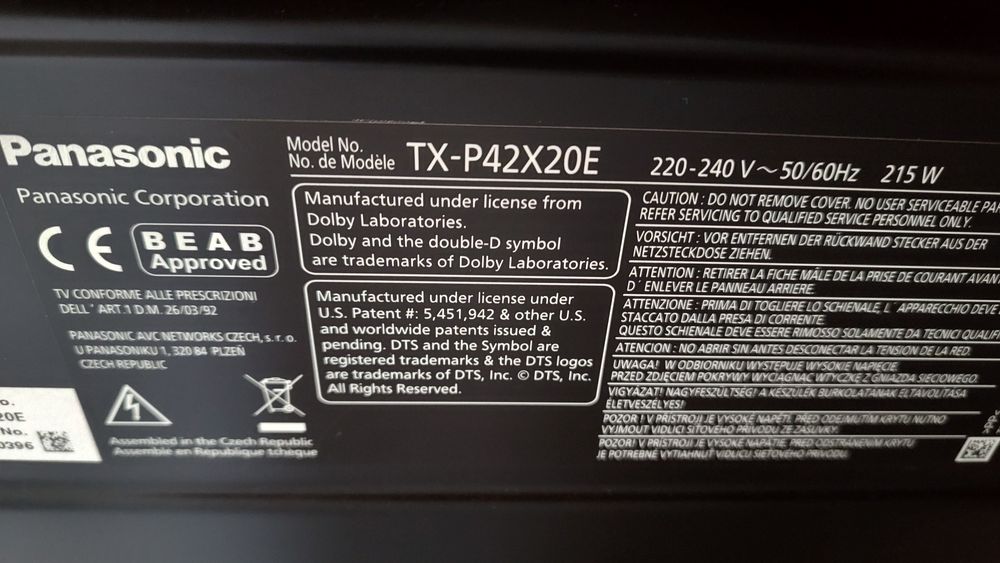 Panasonic
Panasonic Corporation
CE
BEAB
Approved
TV CONFORME ALLE PRESCRIZIONI
DELL´ART.1 D.M. 26/03/92
PANASONIC AVC NETWORKS CZECH, s.r.o.
U PANASONIKU 1, 320 84 PLZEŇ
CZECH REPUBLIC
Assembled in the Czech Republic
Assemblé en République tchèque
o.
20E
No.
0396
Model No.
No. de Modèle
TX-P42X20E
220-240 V~50/60Hz 215 W
Manufactured under license from
Dolby Laboratories.
Dolby and the double-D symbol
are trademarks of Dolby Laboratories.
Manufactured under license under
U.S. Patent #: 5,451,942 & other U.S.
and worldwide patents issued &
pending. DTS and the Symbol are
registered trademarks & the DTS logos
are trademarks of DTS, Inc. © DTS, Inc.
All Rights Reserved.
CAUTION : DO NOT REMOVE COVER. NO USER SERVICEABLE PAR
REFER SERVICING TO QUALIFIED SERVICE PERSONNEL ONLY.
VORSICHT : VOR ENTFERNEN DER RÜCKWAND STECKER AUS DER
NETZSTECKDOSE ZIEHEN.
ATTENTION : RETIRER LA FICHE MÂLE DE LA PRISE DE COURANT AVAN
D´ENLEVER LE PANNEAU ARRIERE.
ATTENZIONE : PRIMA DI TOGLIERE LO SCHIENALE, L´APPARECCHIO DEVE
STACCATO DALLA PRESA DI CORRENTE.
QUESTO SCHIENALE DEVE ESSERE RIMOSSO SOLAMENTE DA TECNICI QUALIF
ATENCION : NO ABRIR SIN ANTES DESCONECTAR LA TENSION DE LA RED.
UWAGA! W ODBIORNIKU WYSTEPUJE WYSOKIE NAPIECIE.
PRZED ZDJĘCIEM POKRYWY WYCIĄGNĄĆ WTYCZKĘ Z GNIAZDA SIECIOWEGO.
VIGYÁZAT! NAGYFESZÜLTSÉG! A KÉSZÜLÉK BURKOLATÁNAK ELTÁVOLÍTÁSA
ÉLETVESZÉLYES!
POZOR ! V PŘÍSTROJI JE VYSOKÉ NAPĚTÍ. PŘED ODEJMUTÍM KRYTU NUTNO
VYJMOUT VIDLICI SÍŤOVÉHO PŘÍVODU ZE ZÁSUVKY.
POZOR! V PRÍSTROJI JE VYSOKÉ NAPÄTIE. PRED ODSTRÁNENÍM KRYTU
JE POTREBNÉ VYTIAHNUŤ VIDLICU SIEŤOVÉHO PRÍVODU.